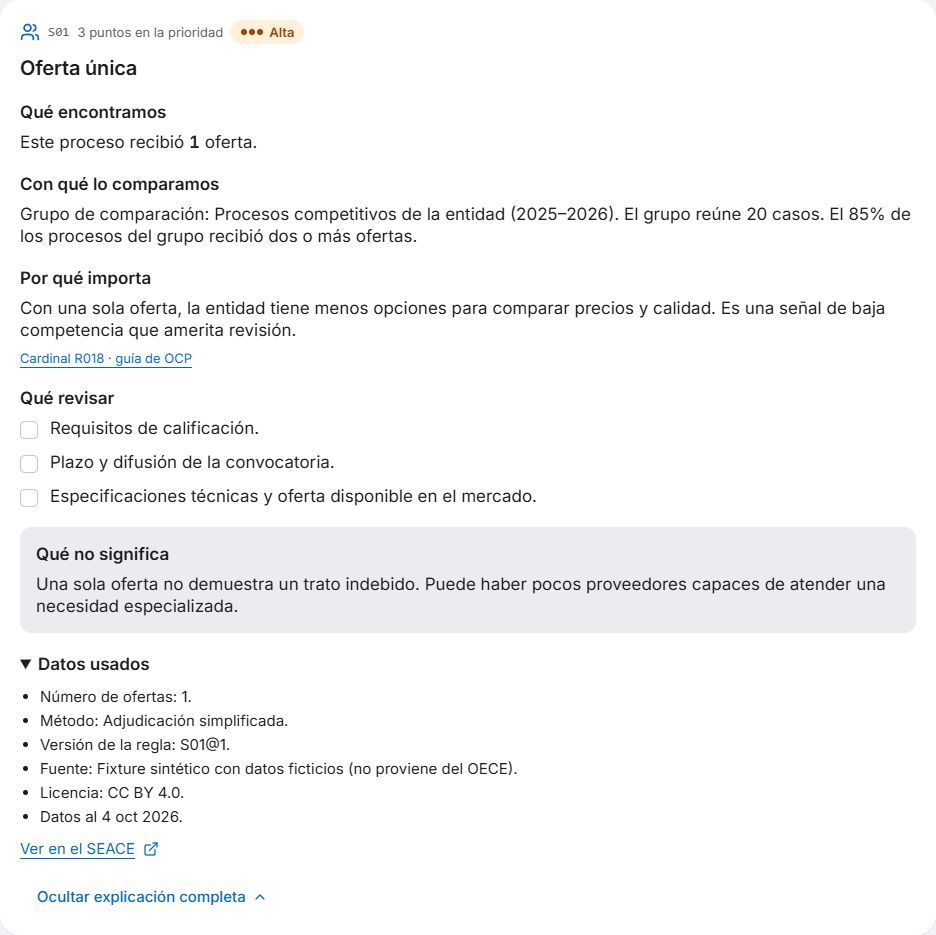 S01 3 puntos en la prioridad ••• Alta
Oferta única
Qué encontramos
Este proceso recibió 1 oferta.
Con qué lo comparamos
Grupo de comparación: Procesos competitivos de la entidad (2025–2026). El grupo reúne 20 casos. El 85% de
los procesos del grupo recibió dos o más ofertas.
Por qué importa
Con una sola oferta, la entidad tiene menos opciones para comparar precios y calidad. Es una señal de baja
competencia que amerita revisión.
Cardinal R018 · guía de OCP
Qué revisar
Requisitos de calificación.
Plazo y difusión de la convocatoria.
Especificaciones técnicas y oferta disponible en el mercado.
Qué no significa
Una sola oferta no demuestra un trato indebido. Puede haber pocos proveedores capaces de atender una
necesidad especializada.
▼ Datos usados
• Número de ofertas: 1.
• Método: Adjudicación simplificada.
• Versión de la regla: S01@1.
• Fuente: Fixture sintético con datos ficticios (no proviene del OECE).
• Licencia: CC BY 4.0.
• Datos al 4 oct 2026.
Ver en el SEACE
Ocultar explicación completa